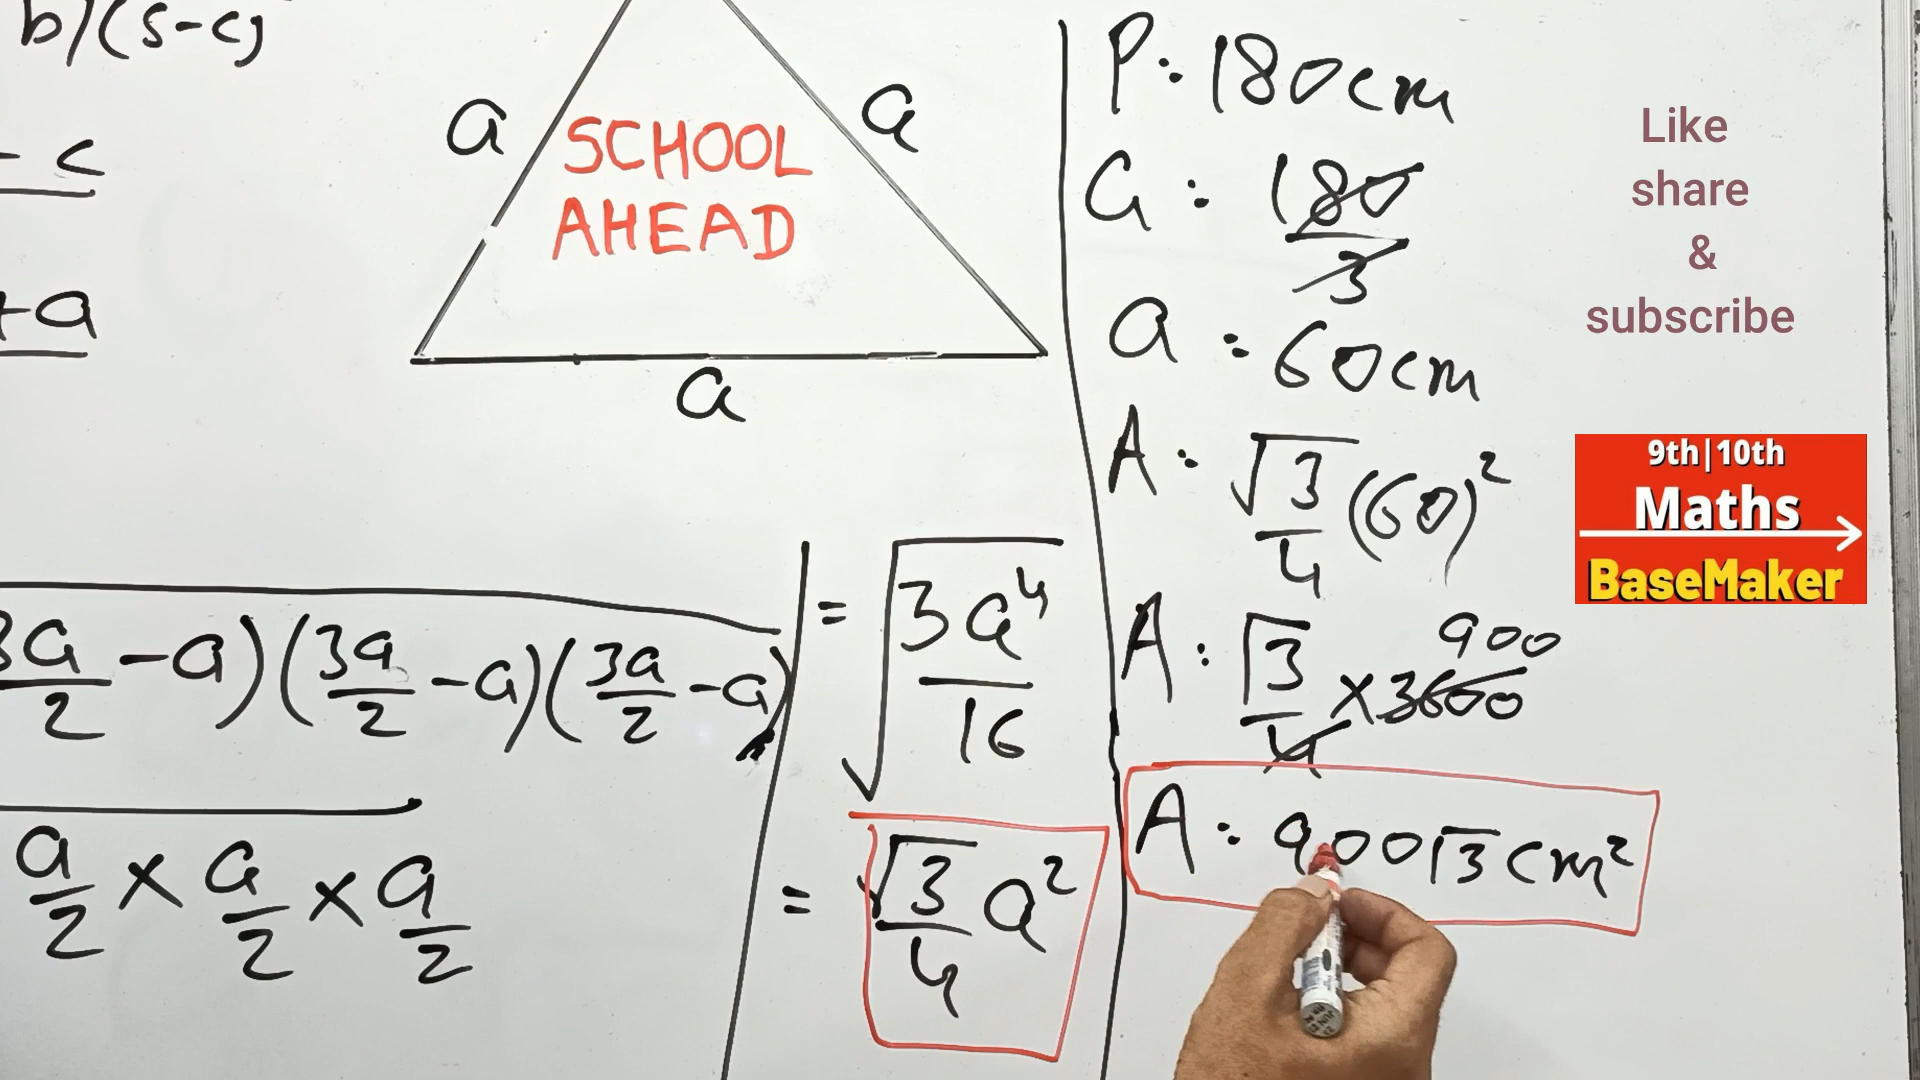 b)(s-c)
- c
+a
a
a
SCHOOL
AHEAD
a
3a/2 -a)(3a/2 -a)(3a/2 -a)
a/2 × a/2 × a/2
= √(3a⁴/16)
= √3/4 a²
P = 180cm
a = 180/3
a = 60cm
A = √3/4 (60)²
900
A = √3/4 × 3600
A = 900√3 cm²
Like
share
&
subscribe
9th|10th
Maths
BaseMaker